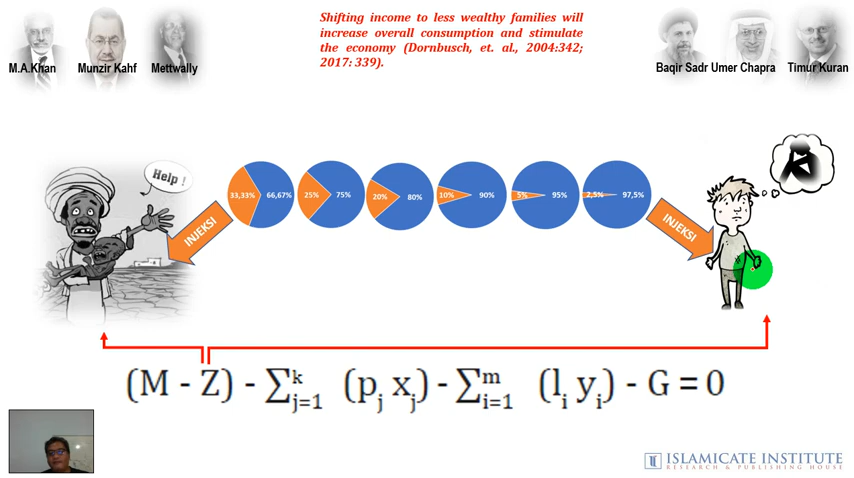 Shifting income to less wealthy families will
increase overall consumption and stimulate
the economy (Dornbusch, et. al., 2004:342;
2017: 339).
M.A.Khan Munzir Kahf Mettwally
Baqir Sadr Umer Chapra Timur Kuran
Help !
33,33% 66,67% 25% 75% 20% 80% 10% 90% 5% 95% 2,5% 97,5%
INJEKSI
INJEKSI
(M - Z) - ∑ᵏⱼ₌₁ (pⱼ xⱼ) - ∑ᵐᵢ₌₁ (lᵢ yᵢ) - G = 0
ISLAMICATE INSTITUTE
RESEARCH & PUBLISHING HOUSE